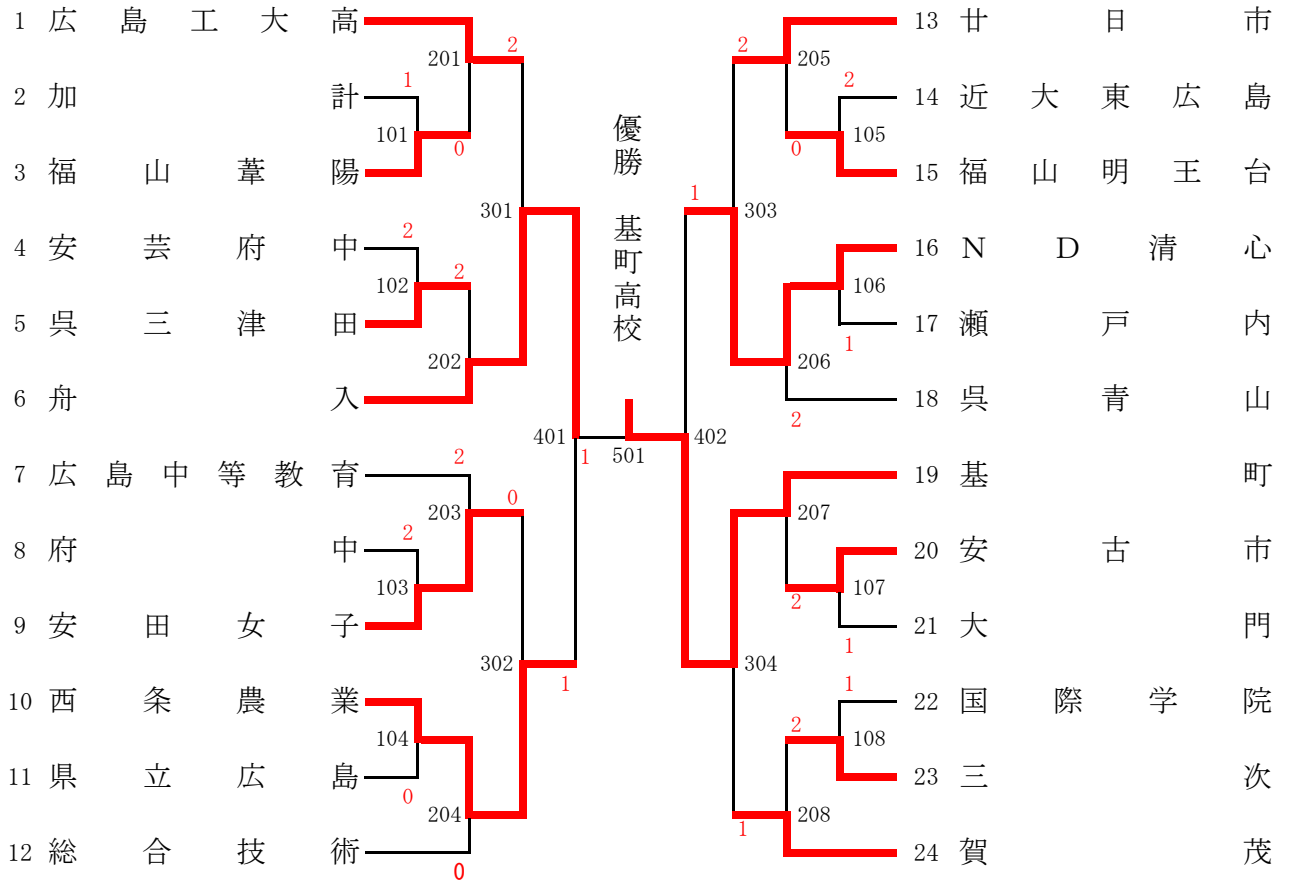 1 広島工大高
2 加計
3 福山葦陽
4 安芸府中
5 呉三津田
6 舟入
7 広島中等教育
8 府中
9 安田女子
10 西条農業
11 県立広島
12 総合技術
201
2
1
101
0
301
2
102
2
202
401
1
2
203
0
2
103
302
1
104
0
204
0
優勝 基町高校
501
2
205
2
105
0
1
303
106
1
206
2
402
207
107
2
1
304
1
2
108
208
1
13 廿日市
14 近大東広島
15 福山明王台
16 ND清心
17 瀬戸内
18 呉青山
19 基町
20 安古市
21 大門
22 国際学院
23 三次
24 賀茂